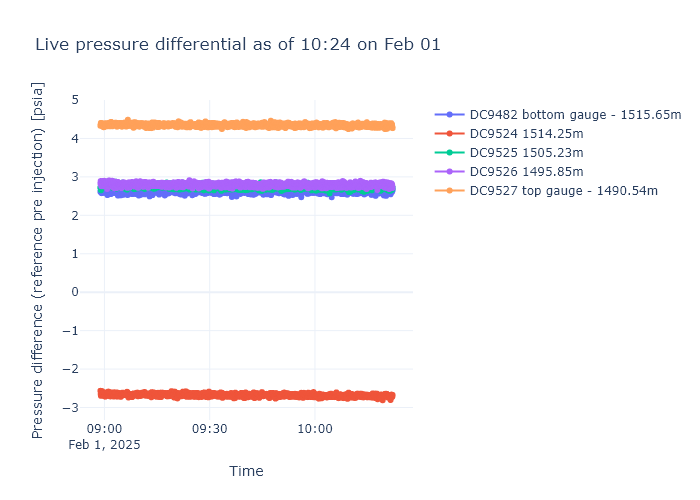 Live pressure differential as of 10:24 on Feb 01
Pressure difference (reference pre injection) [psia]
5
4
3
2
1
0
−1
−2
−3
09:00
Feb 1, 2025
09:30
10:00
Time
DC9482 bottom gauge - 1515.65m
DC9524 1514.25m
DC9525 1505.23m
DC9526 1495.85m
DC9527 top gauge - 1490.54m